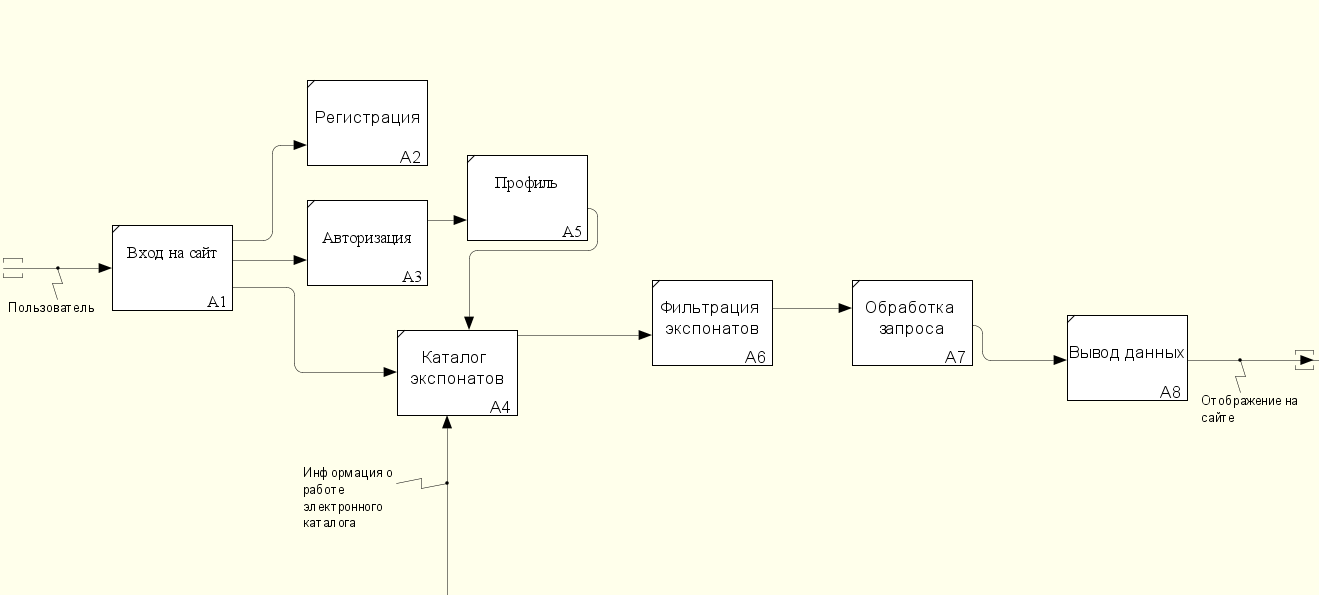 Регистрация
A2
Профиль
A5
Авторизация
A3
Вход на сайт
A1
Пользователь
Каталог
экспонатов
A4
Фильтрация
экспонатов
A6
Обработка
запроса
A7
Вывод данных
A8
Отображение на
сайте
Информация о
работе
электронного
каталога